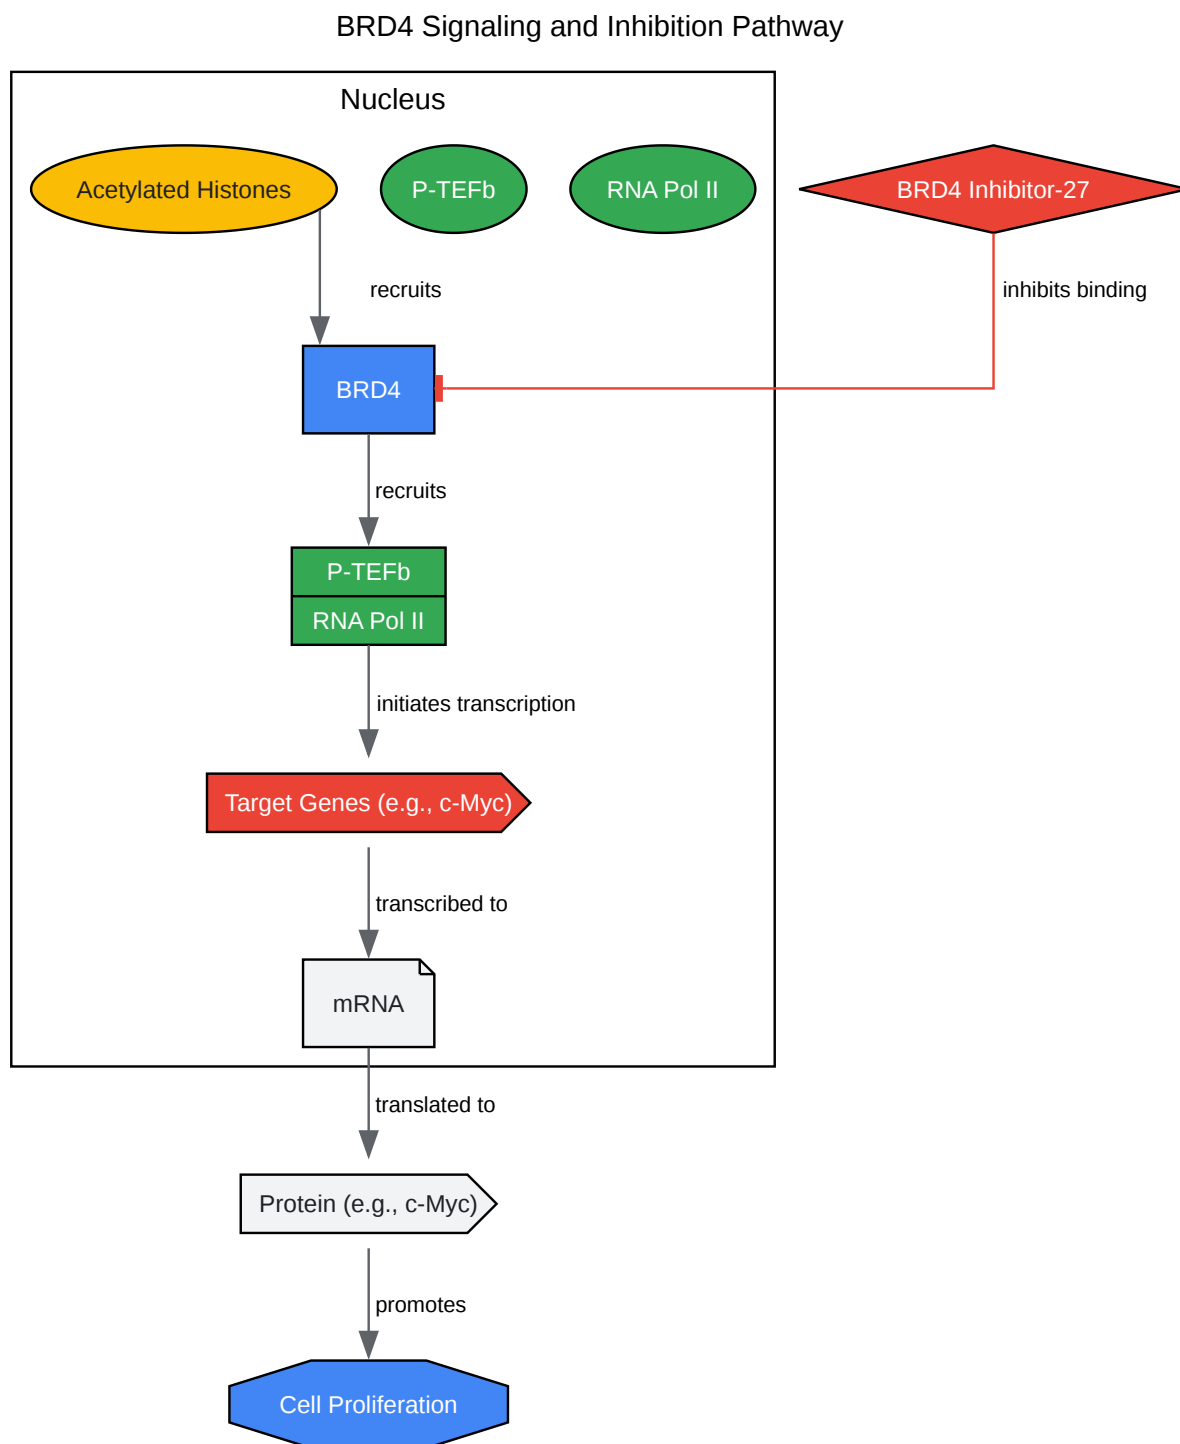 BRD4 Signaling and Inhibition Pathway
Nucleus
Acetylated Histones
P-TEFb
RNA Pol II
BRD4 Inhibitor-27
recruits
inhibits binding
BRD4
recruits
P-TEFb
RNA Pol II
initiates transcription
Target Genes (e.g., c-Myc)
transcribed to
mRNA
translated to
Protein (e.g., c-Myc)
promotes
Cell Proliferation